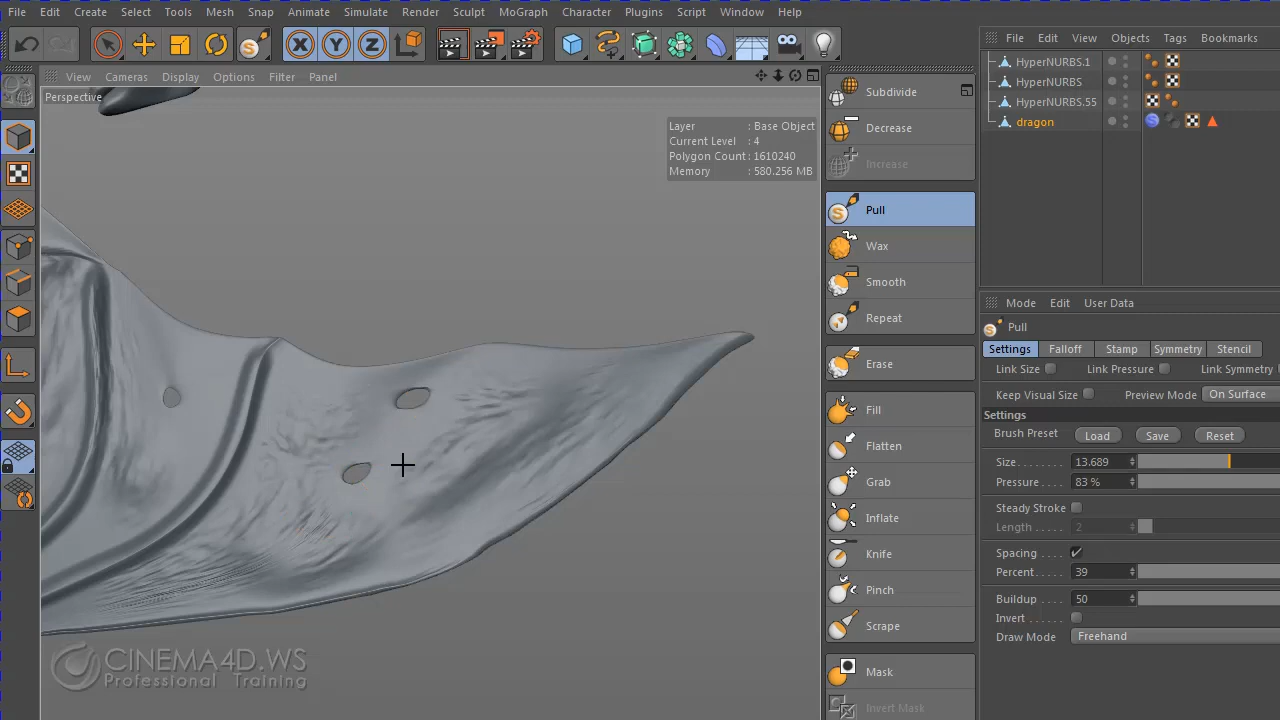 File Edit Create Select Tools Mesh Snap Animate Simulate Render Sculpt MoGraph Character Plugins Script Window Help
File Edit View Objects Tags Bookmarks
View Cameras Display Options Filter Panel
Perspective
Layer : Base Object
Current Level : 4
Polygon Count : 1610240
Memory : 580.256 MB
CINEMA4D.WS
Professional Training
Subdivide
Decrease
Increase
Pull
Wax
Smooth
Repeat
Erase
Fill
Flatten
Grab
Inflate
Knife
Pinch
Scrape
Mask
Invert Mask
HyperNURBS.1
HyperNURBS
HyperNURBS.55
dragon
Mode Edit User Data
Pull
Settings Falloff Stamp Symmetry Stencil
Link Size Link Pressure Link Symmetry
Keep Visual Size Preview Mode On Surface
Settings
Brush Preset Load Save Reset
Size 13.689
Pressure 83 %
Steady Stroke
Length 2
Spacing
Percent 39
Buildup 50
Invert
Draw Mode Freehand